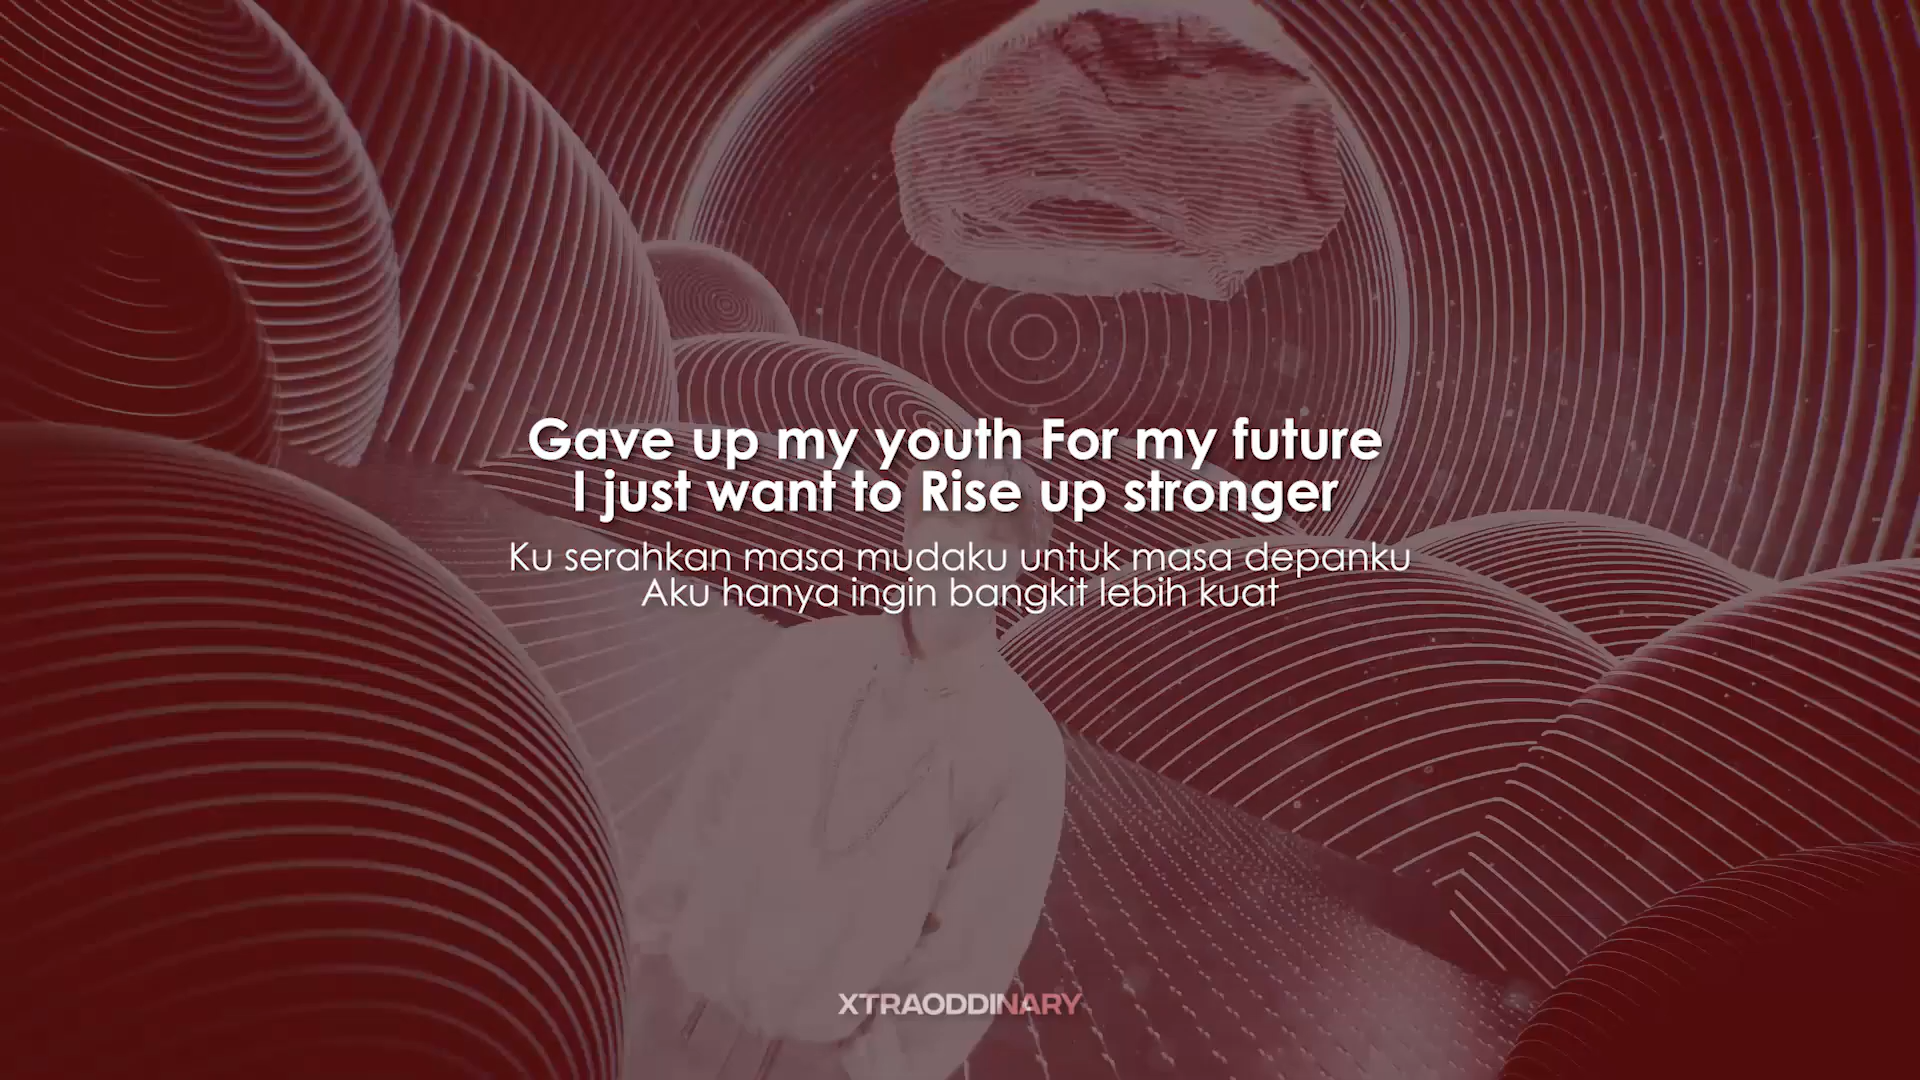 Gave up my youth For my future
I just want to Rise up stronger
Ku serahkan masa mudaku untuk masa depanku
Aku hanya ingin bangkit lebih kuat
XTRAODDINARY